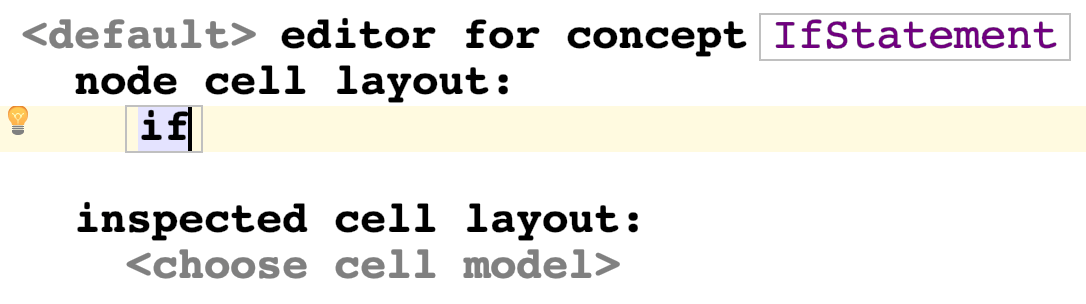 <default> editor for concept IfStatement
node cell layout:
if
inspected cell layout:
<choose cell model>